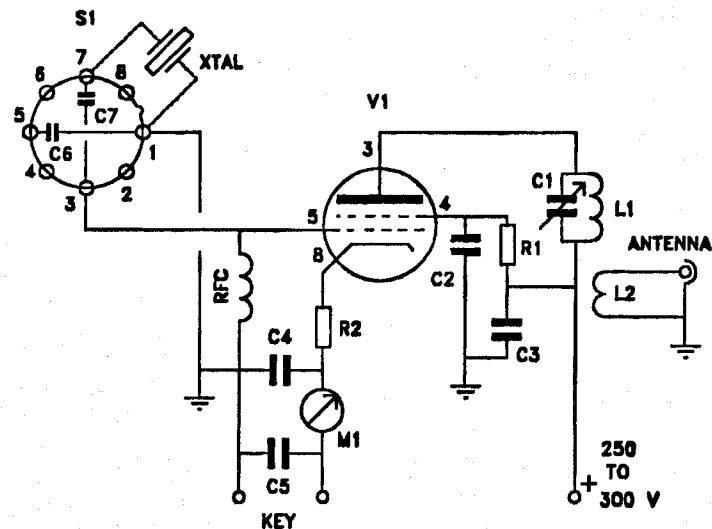 S1
7
XTAL
6
8
C7
V1
5
C6
1
3
C1
4
2
3
5
4
L1
ANTENNA
8
R1
C2
RFC
L2
R2
C3
C4
M1
C5
+
250
TO
300 V
KEY